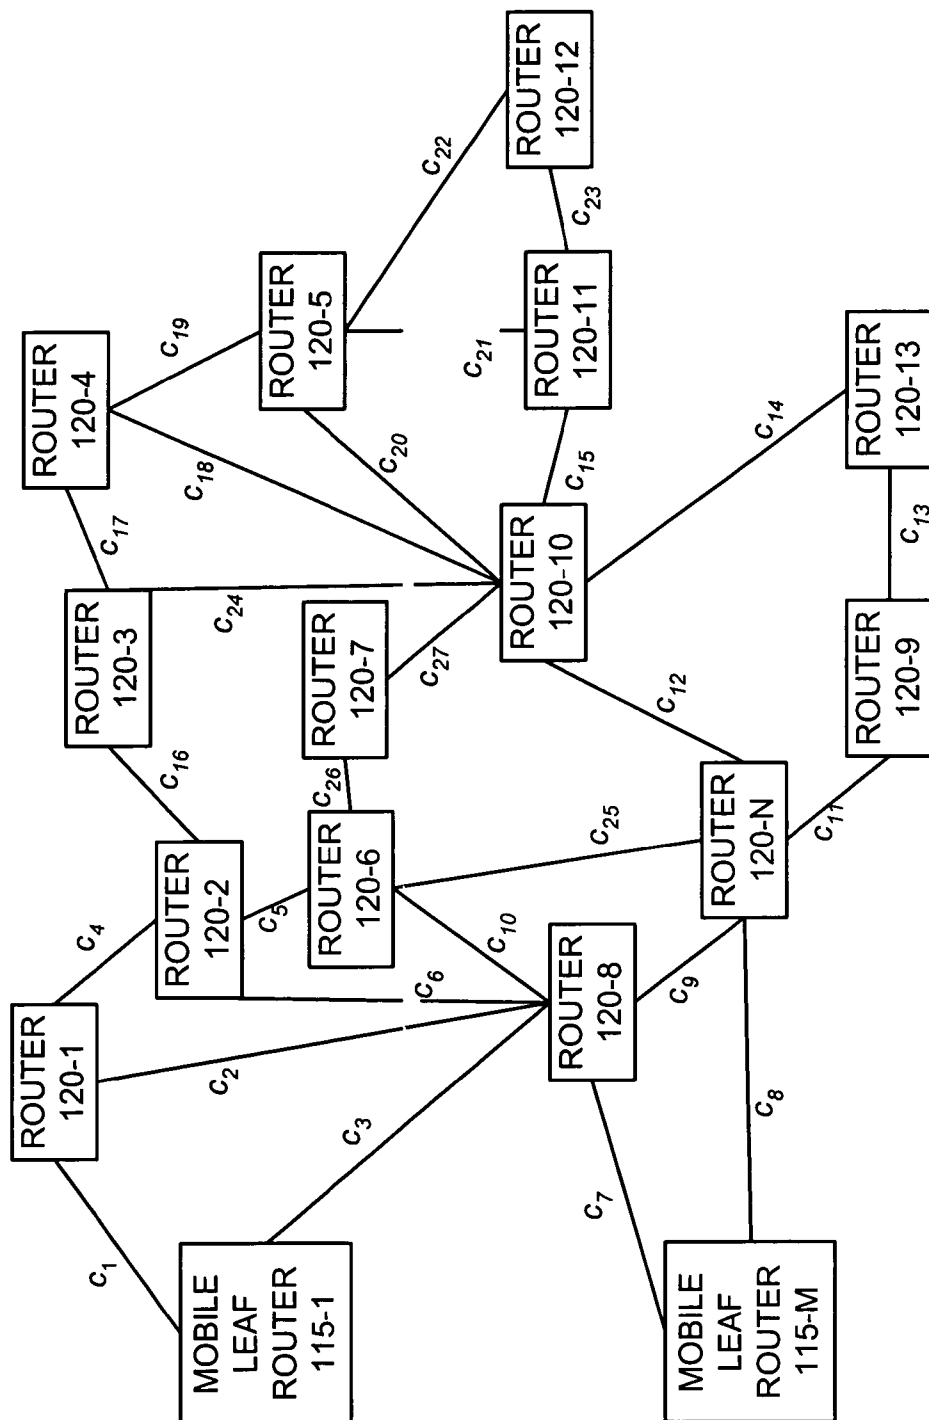 ROUTER
120-1
ROUTER
120-2
ROUTER
120-3
ROUTER
120-4
ROUTER
120-5
ROUTER
120-6
ROUTER
120-7
ROUTER
120-8
ROUTER
120-N
ROUTER
120-9
ROUTER
120-10
ROUTER
120-11
ROUTER
120-12
ROUTER
120-13
MOBILE
LEAF
ROUTER
115-1
MOBILE
LEAF
ROUTER
115-M
c1
c2
c3
c4
c5
c6
c7
c8
c9
c10
c11
c12
c13
c14
c15
c16
c17
c18
c19
c20
c21
c22
c23
c24
c25
c26
c27